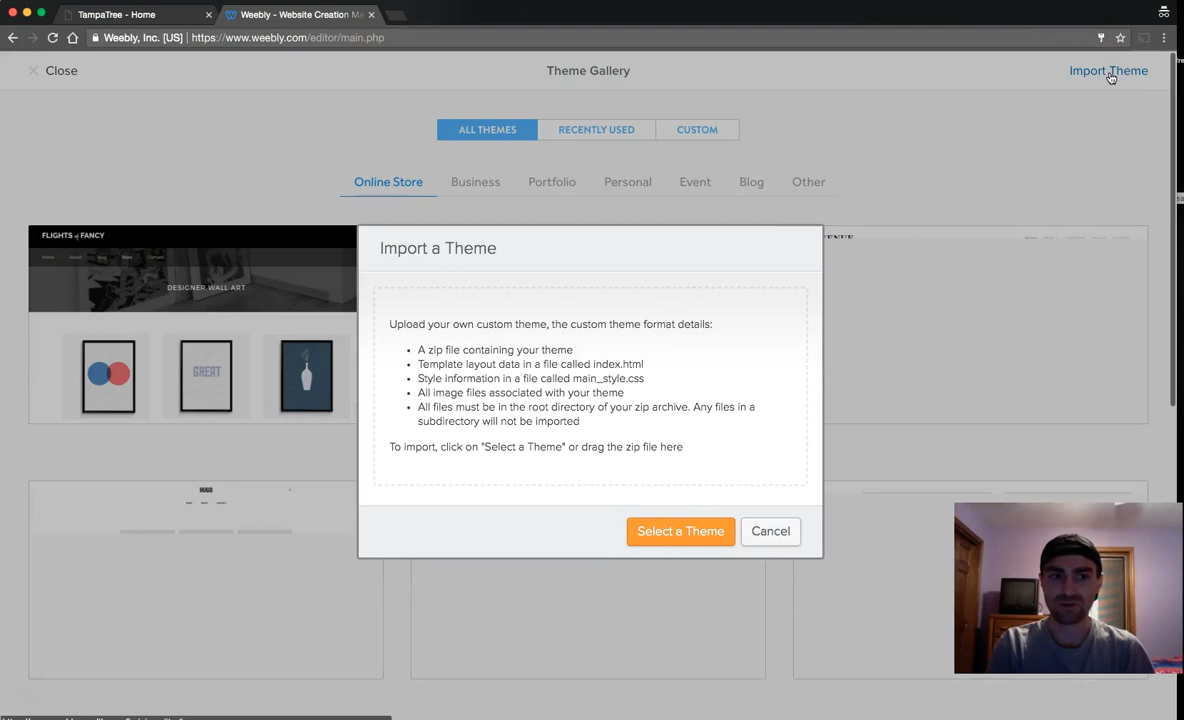 TampaTree - Home
Weebly - Website Creation Ma
Weebly, Inc. [US] | https://www.weebly.com/editor/main.php
Close
Theme Gallery
Import Theme
ALL THEMES
RECENTLY USED
CUSTOM
Online Store
Business
Portfolio
Personal
Event
Blog
Other
FLIGHTS of FANCY
Home
About
Blog
Store
Contact
DESIGNER WALL ART
GREAT
Import a Theme
Upload your own custom theme, the custom theme format details:
• A zip file containing your theme
• Template layout data in a file called index.html
• Style information in a file called main_style.css
• All image files associated with your theme
• All files must be in the root directory of your zip archive. Any files in a
subdirectory will not be imported
To import, click on "Select a Theme" or drag the zip file here
Select a Theme
Cancel
HUGO